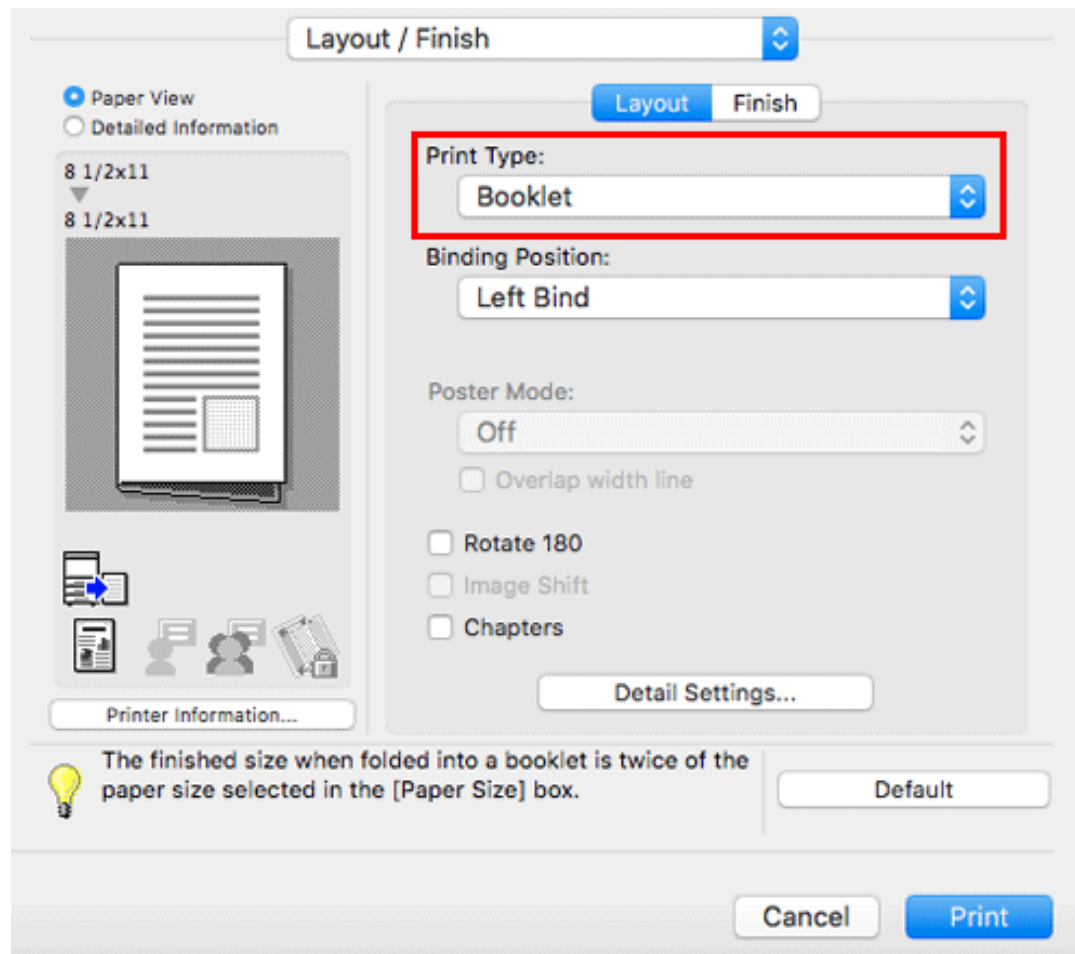 Layout / Finish
Paper View
Detailed Information
8 1/2x11
8 1/2x11
Printer Information...
Layout Finish
Print Type:
Booklet
Binding Position:
Left Bind
Poster Mode:
Off
Overlap width line
Rotate 180
Image Shift
Chapters
Detail Settings...
The finished size when folded into a booklet is twice of the
paper size selected in the [Paper Size] box.
Default
Cancel Print